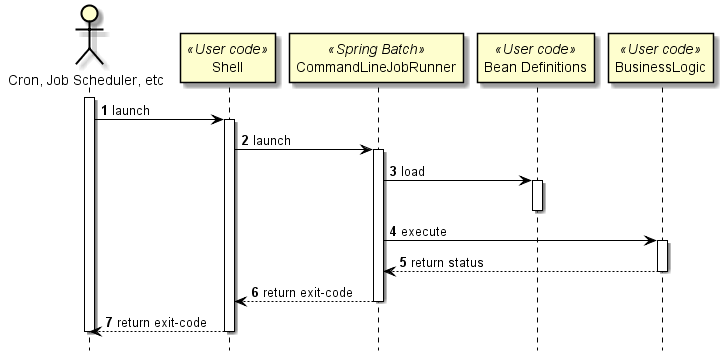 Cron, Job Scheduler, etc
«User code»
Shell
«Spring Batch»
CommandLineJobRunner
«User code»
Bean Definitions
«User code»
BusinessLogic
1 launch
2 launch
3 load
4 execute
5 return status
6 return exit-code
7 return exit-code